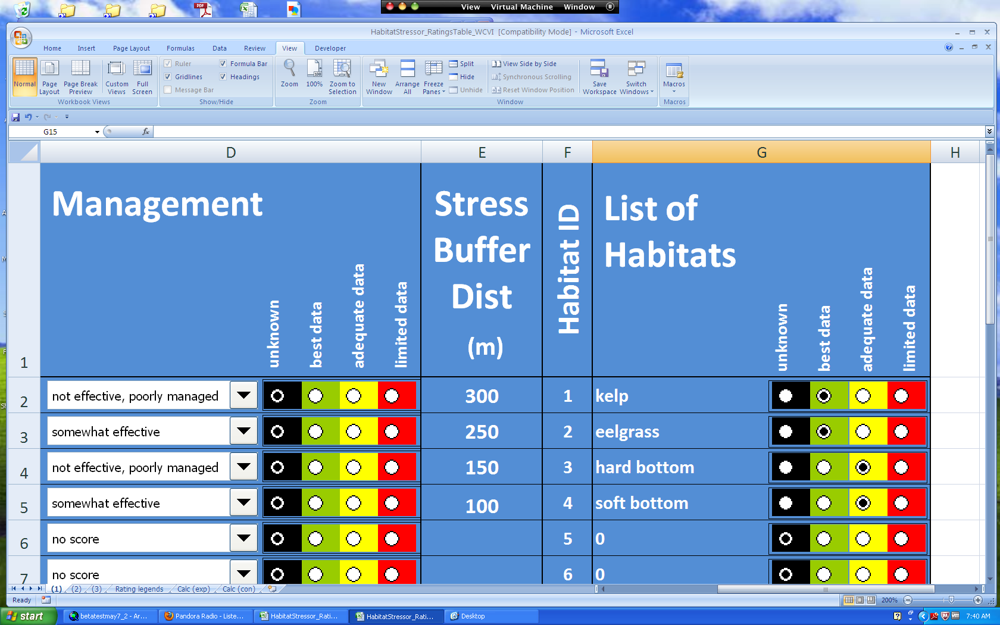 View Virtual Machine Window
HabitatStressor_RatingsTable_WCVI [Compatibility Mode] - Microsoft Excel
Home Insert Page Layout Formulas Data Review View Developer
Normal Page Layout Page Break Preview Custom Views Full Screen
Workbook Views
Ruler Formula Bar
Gridlines Headings
Message Bar
Show/Hide
Zoom 100% Zoom to Selection
Zoom
New Window Arrange All Freeze Panes
Split
Hide
Unhide
View Side by Side
Synchronous Scrolling
Reset Window Position
Save Workspace Switch Windows
Window
Macros
Macros
G15 fx
D E F G H
1
Management
unknown
best data
adequate data
limited data
Stress
Buffer
Dist
(m)
Habitat ID
List of
Habitats
unknown
best data
adequate data
limited data
2 not effective, poorly managed 300 1 kelp
3 somewhat effective 250 2 eelgrass
4 not effective, poorly managed 150 3 hard bottom
5 somewhat effective 100 4 soft bottom
6 no score 5 0
7 no score 6 0
(1) (2) (3) Rating legends Calc (exp) Calc (con)
Ready 200%
start betatestmay7_2 - Ar... Pandora Radio - Liste... HabitatStressor_Rati... HabitatStressor_Rati... Desktop 7:40 AM